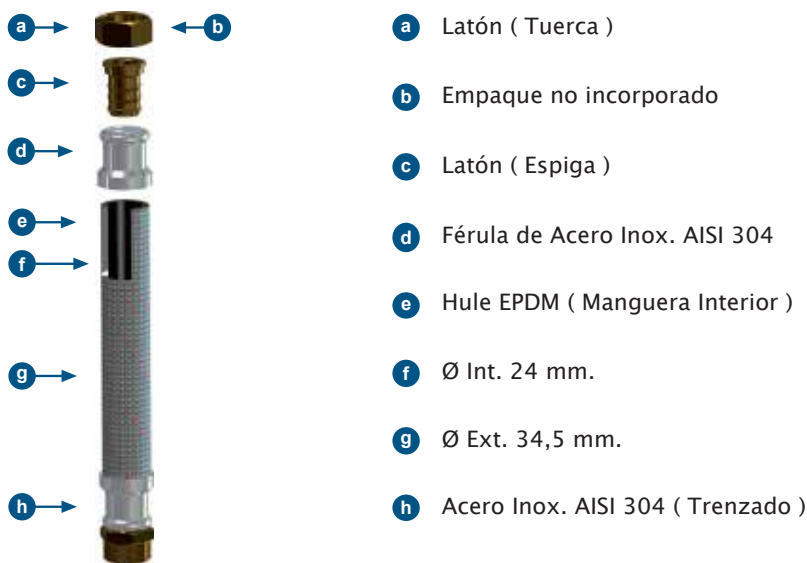 a
b
c
d
e
f
g
h
a Latón ( Tuerca )
b Empaque no incorporado
c Latón ( Espiga )
d Férula de Acero Inox. AISI 304
e Hule EPDM ( Manguera Interior )
f Ø Int. 24 mm.
g Ø Ext. 34,5 mm.
h Acero Inox. AISI 304 ( Trenzado )